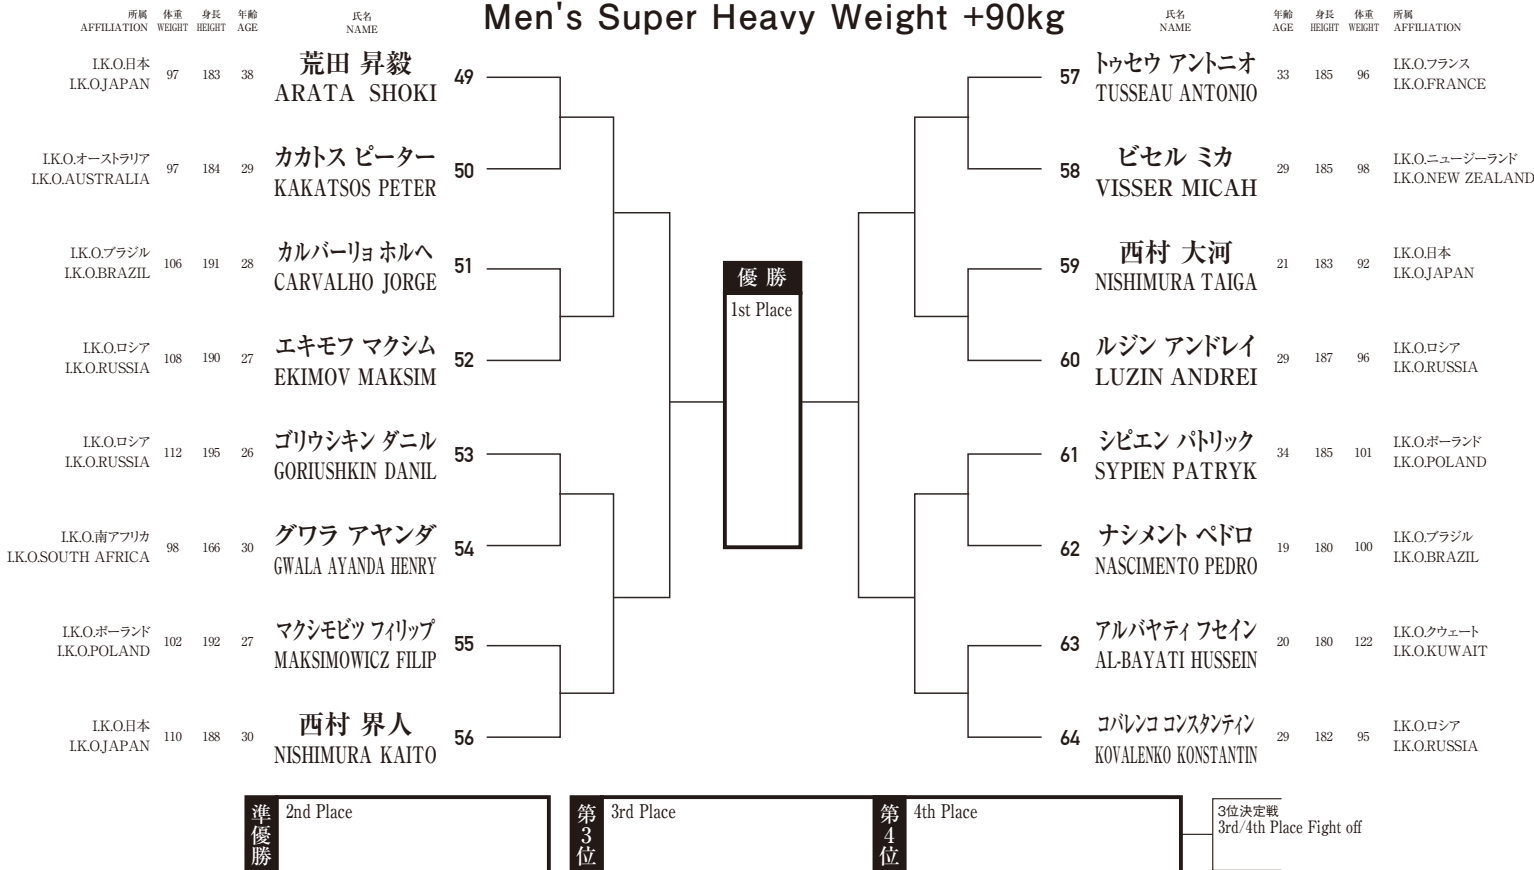 Men's Super Heavy Weight +90kg
所属 体重 身長 年齢 氏名
AFFILIATION WEIGHT HEIGHT AGE NAME
I.K.O.日本 荒田 昇毅
I.K.O.JAPAN 97 183 38 ARATA SHOKI 49
I.K.O.オーストラリア カカトス ピーター
I.K.O.AUSTRALIA 97 184 29 KAKATSOS PETER 50
I.K.O.ブラジル カルバーリョ ホルヘ
I.K.O.BRAZIL 106 191 28 CARVALHO JORGE 51
I.K.O.ロシア エキモフ マクシム
I.K.O.RUSSIA 108 190 27 EKIMOV MAKSIM 52
I.K.O.ロシア ゴリウシキン ダニル
I.K.O.RUSSIA 112 195 26 GORIUSHKIN DANIL 53
I.K.O.南アフリカ グワラ アヤンダ
I.K.O.SOUTH AFRICA 98 166 30 GWALA AYANDA HENRY 54
I.K.O.ポーランド マクシモビツ フィリップ
I.K.O.POLAND 102 192 27 MAKSIMOWICZ FILIP 55
I.K.O.日本 西村 界人
I.K.O.JAPAN 110 188 30 NISHIMURA KAITO 56
優勝
1st Place
氏名 年齢 身長 体重 所属
NAME AGE HEIGHT WEIGHT AFFILIATION
トゥセウ アントニオ I.K.O.フランス
57 TUSSEAU ANTONIO 33 185 96 I.K.O.FRANCE
ビセル ミカ I.K.O.ニュージーランド
58 VISSER MICAH 29 185 98 I.K.O.NEW ZEALAND
西村 大河 I.K.O.日本
59 NISHIMURA TAIGA 21 183 92 I.K.O.JAPAN
ルジン アンドレイ I.K.O.ロシア
60 LUZIN ANDREI 29 187 96 I.K.O.RUSSIA
シピエン パトリック I.K.O.ポーランド
61 SYPIEN PATRYK 34 185 101 I.K.O.POLAND
ナシメント ペドロ I.K.O.ブラジル
62 NASCIMENTO PEDRO 19 180 100 I.K.O.BRAZIL
アルバヤティ フセイン I.K.O.クウェート
63 AL-BAYATI HUSSEIN 20 180 122 I.K.O.KUWAIT
コバレンコ コンスタンティン I.K.O.ロシア
64 KOVALENKO KONSTANTIN 29 182 95 I.K.O.RUSSIA
準優勝 2nd Place
第3位 3rd Place
第4位 4th Place
3位決定戦
3rd/4th Place Fight off